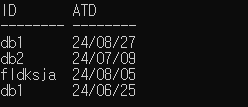 ID       ATD
-------- --------
db1      24/08/27
db2      24/07/09
fldksja  24/08/05
db1      24/06/25